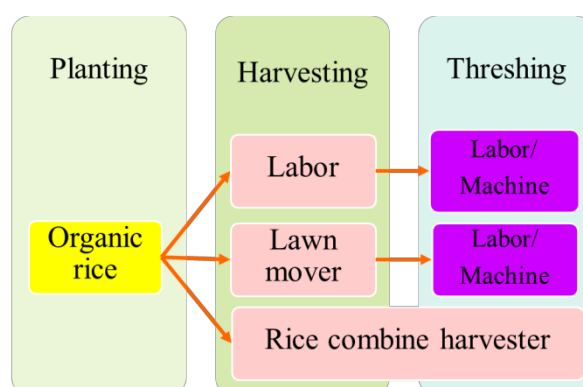 Planting
Harvesting
Threshing
Labor
Labor/
Machine
Organic
rice
Lawn
mover
Labor/
Machine
Rice combine harvester